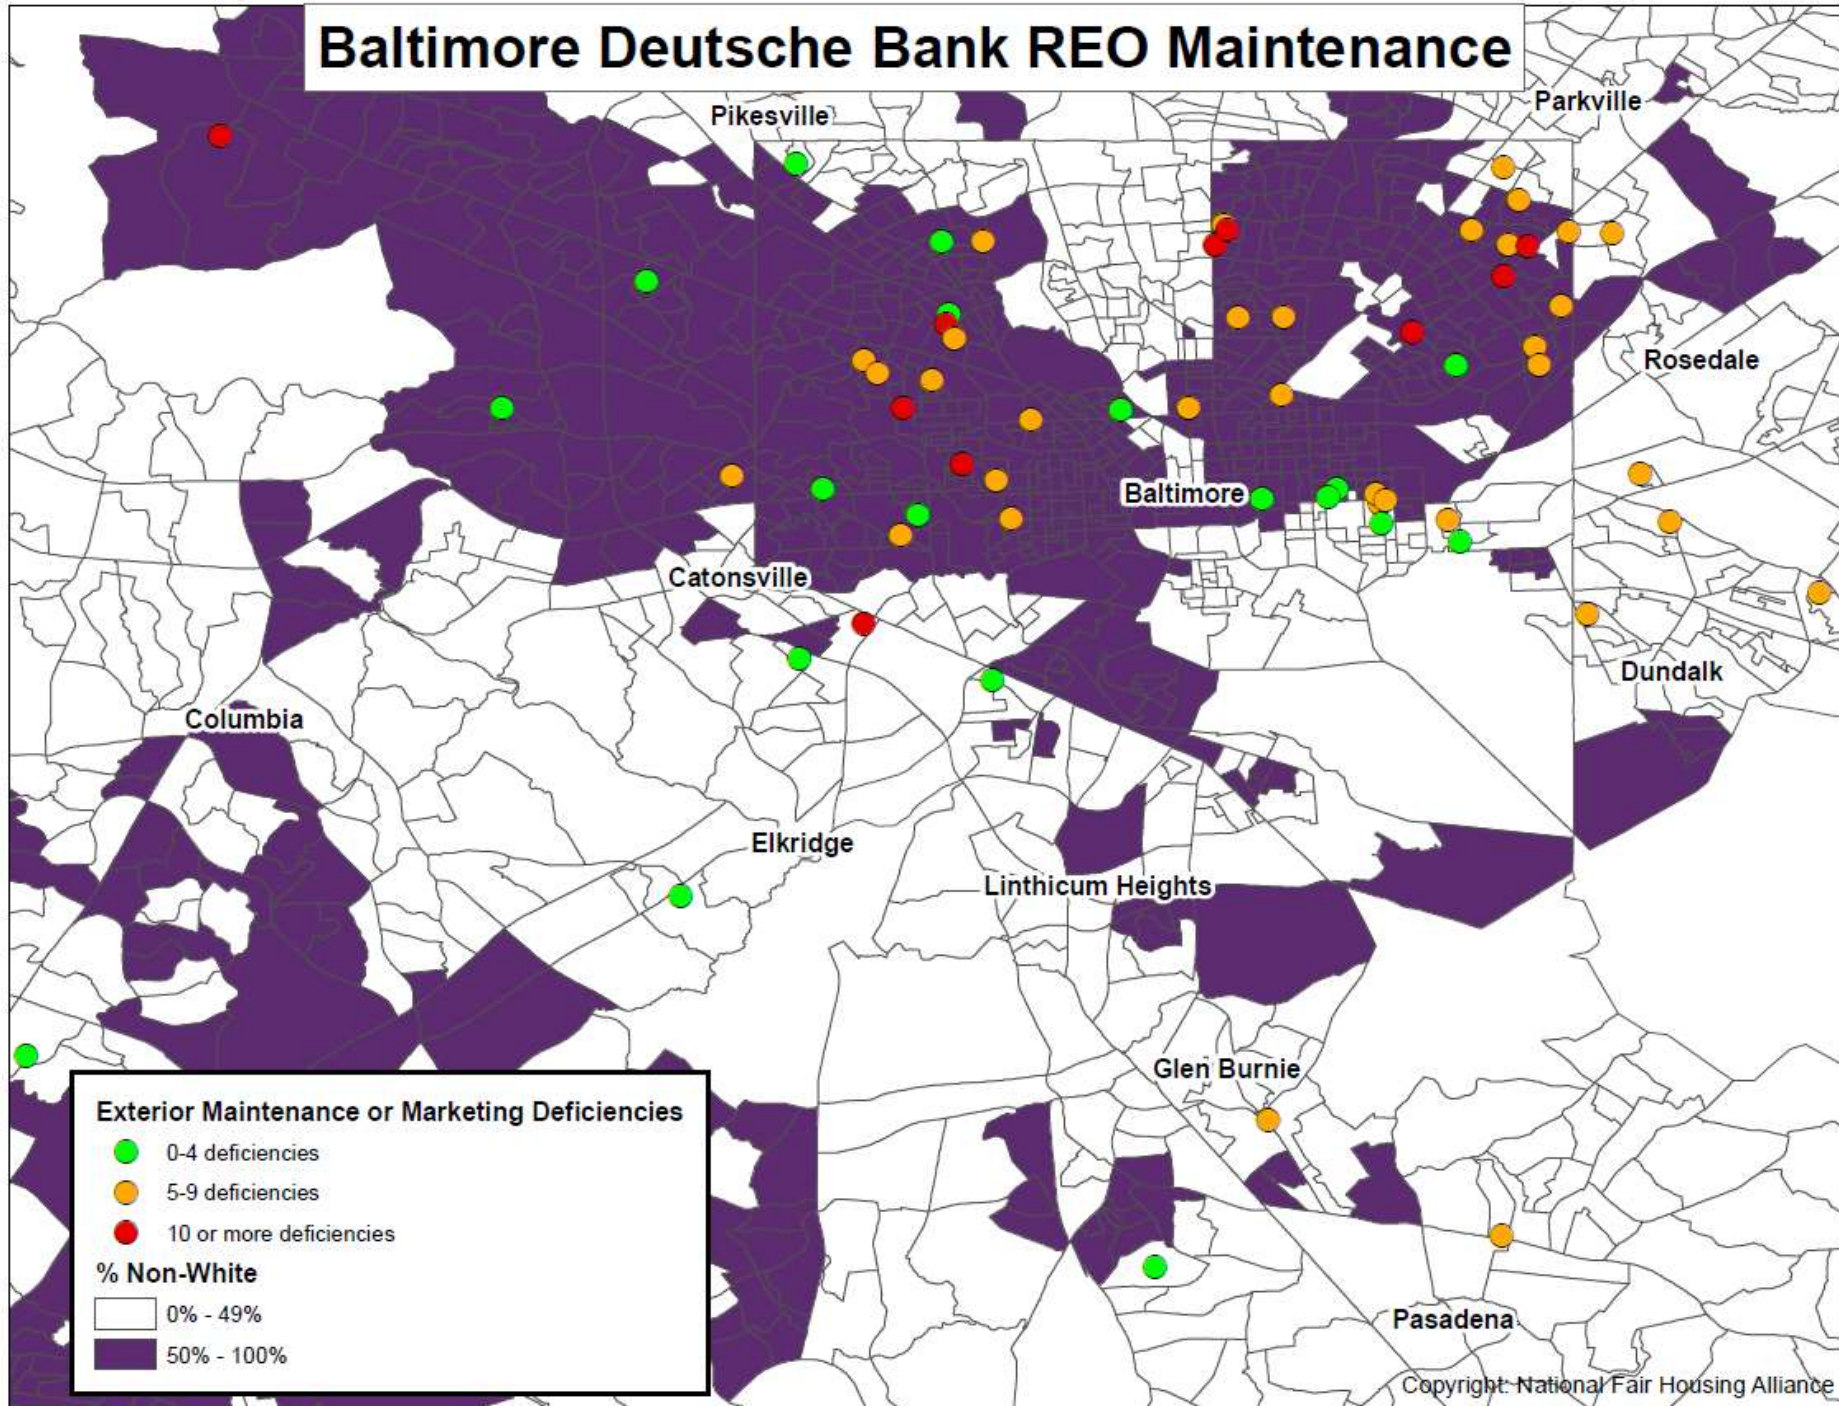 Baltimore Deutsche Bank REO Maintenance
Pikesville
Parkville
Rosedale
Baltimore
Catonsville
Dundalk
Columbia
Elkridge
Linthicum Heights
Glen Burnie
Pasadena
Exterior Maintenance or Marketing Deficiencies
0-4 deficiencies
5-9 deficiencies
10 or more deficiencies
% Non-White
0% - 49%
50% - 100%
Copyright: National Fair Housing Alliance